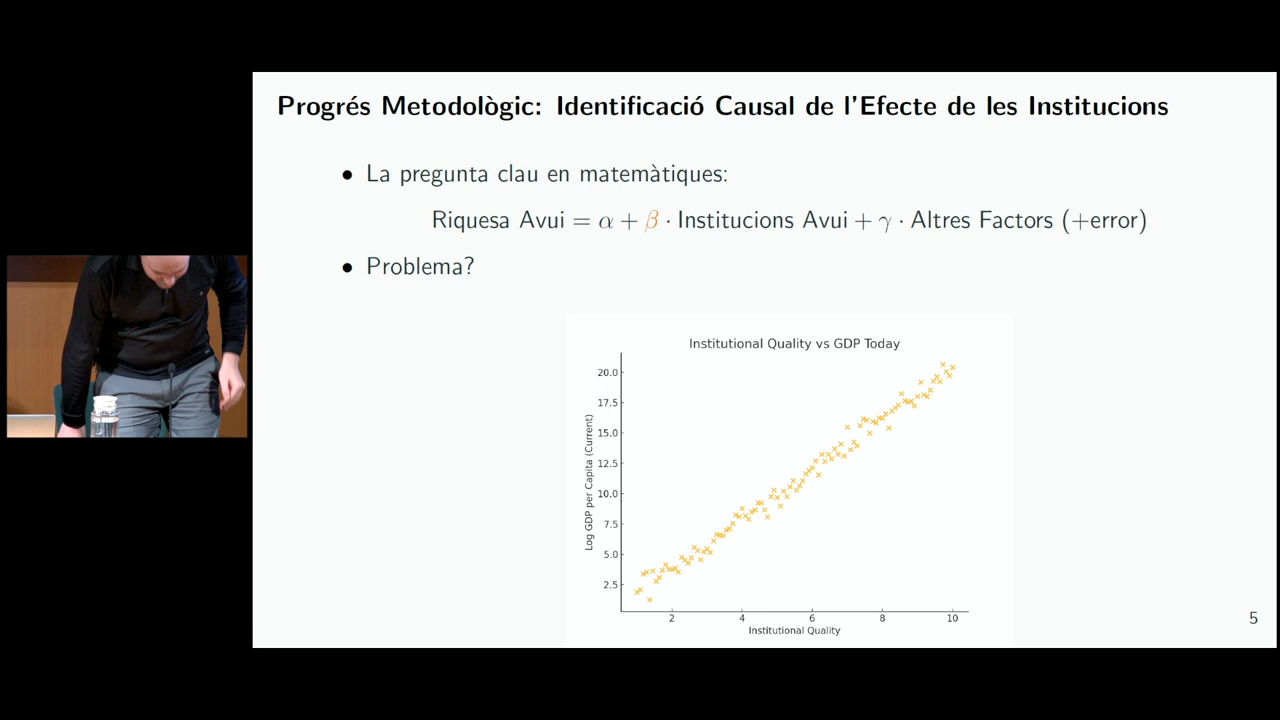 Progrés Metodològic: Identificació Causal de l'Efecte de les Institucions
• La pregunta clau en matemàtiques:
Riquesa Avui = α + β · Institucions Avui + γ · Altres Factors (+error)
• Problema?
Institutional Quality vs GDP Today
Log GDP per Capita (Current)
20.0
17.5
15.0
12.5
10.0
7.5
5.0
2.5
2 4 6 8 10
Institutional Quality
5